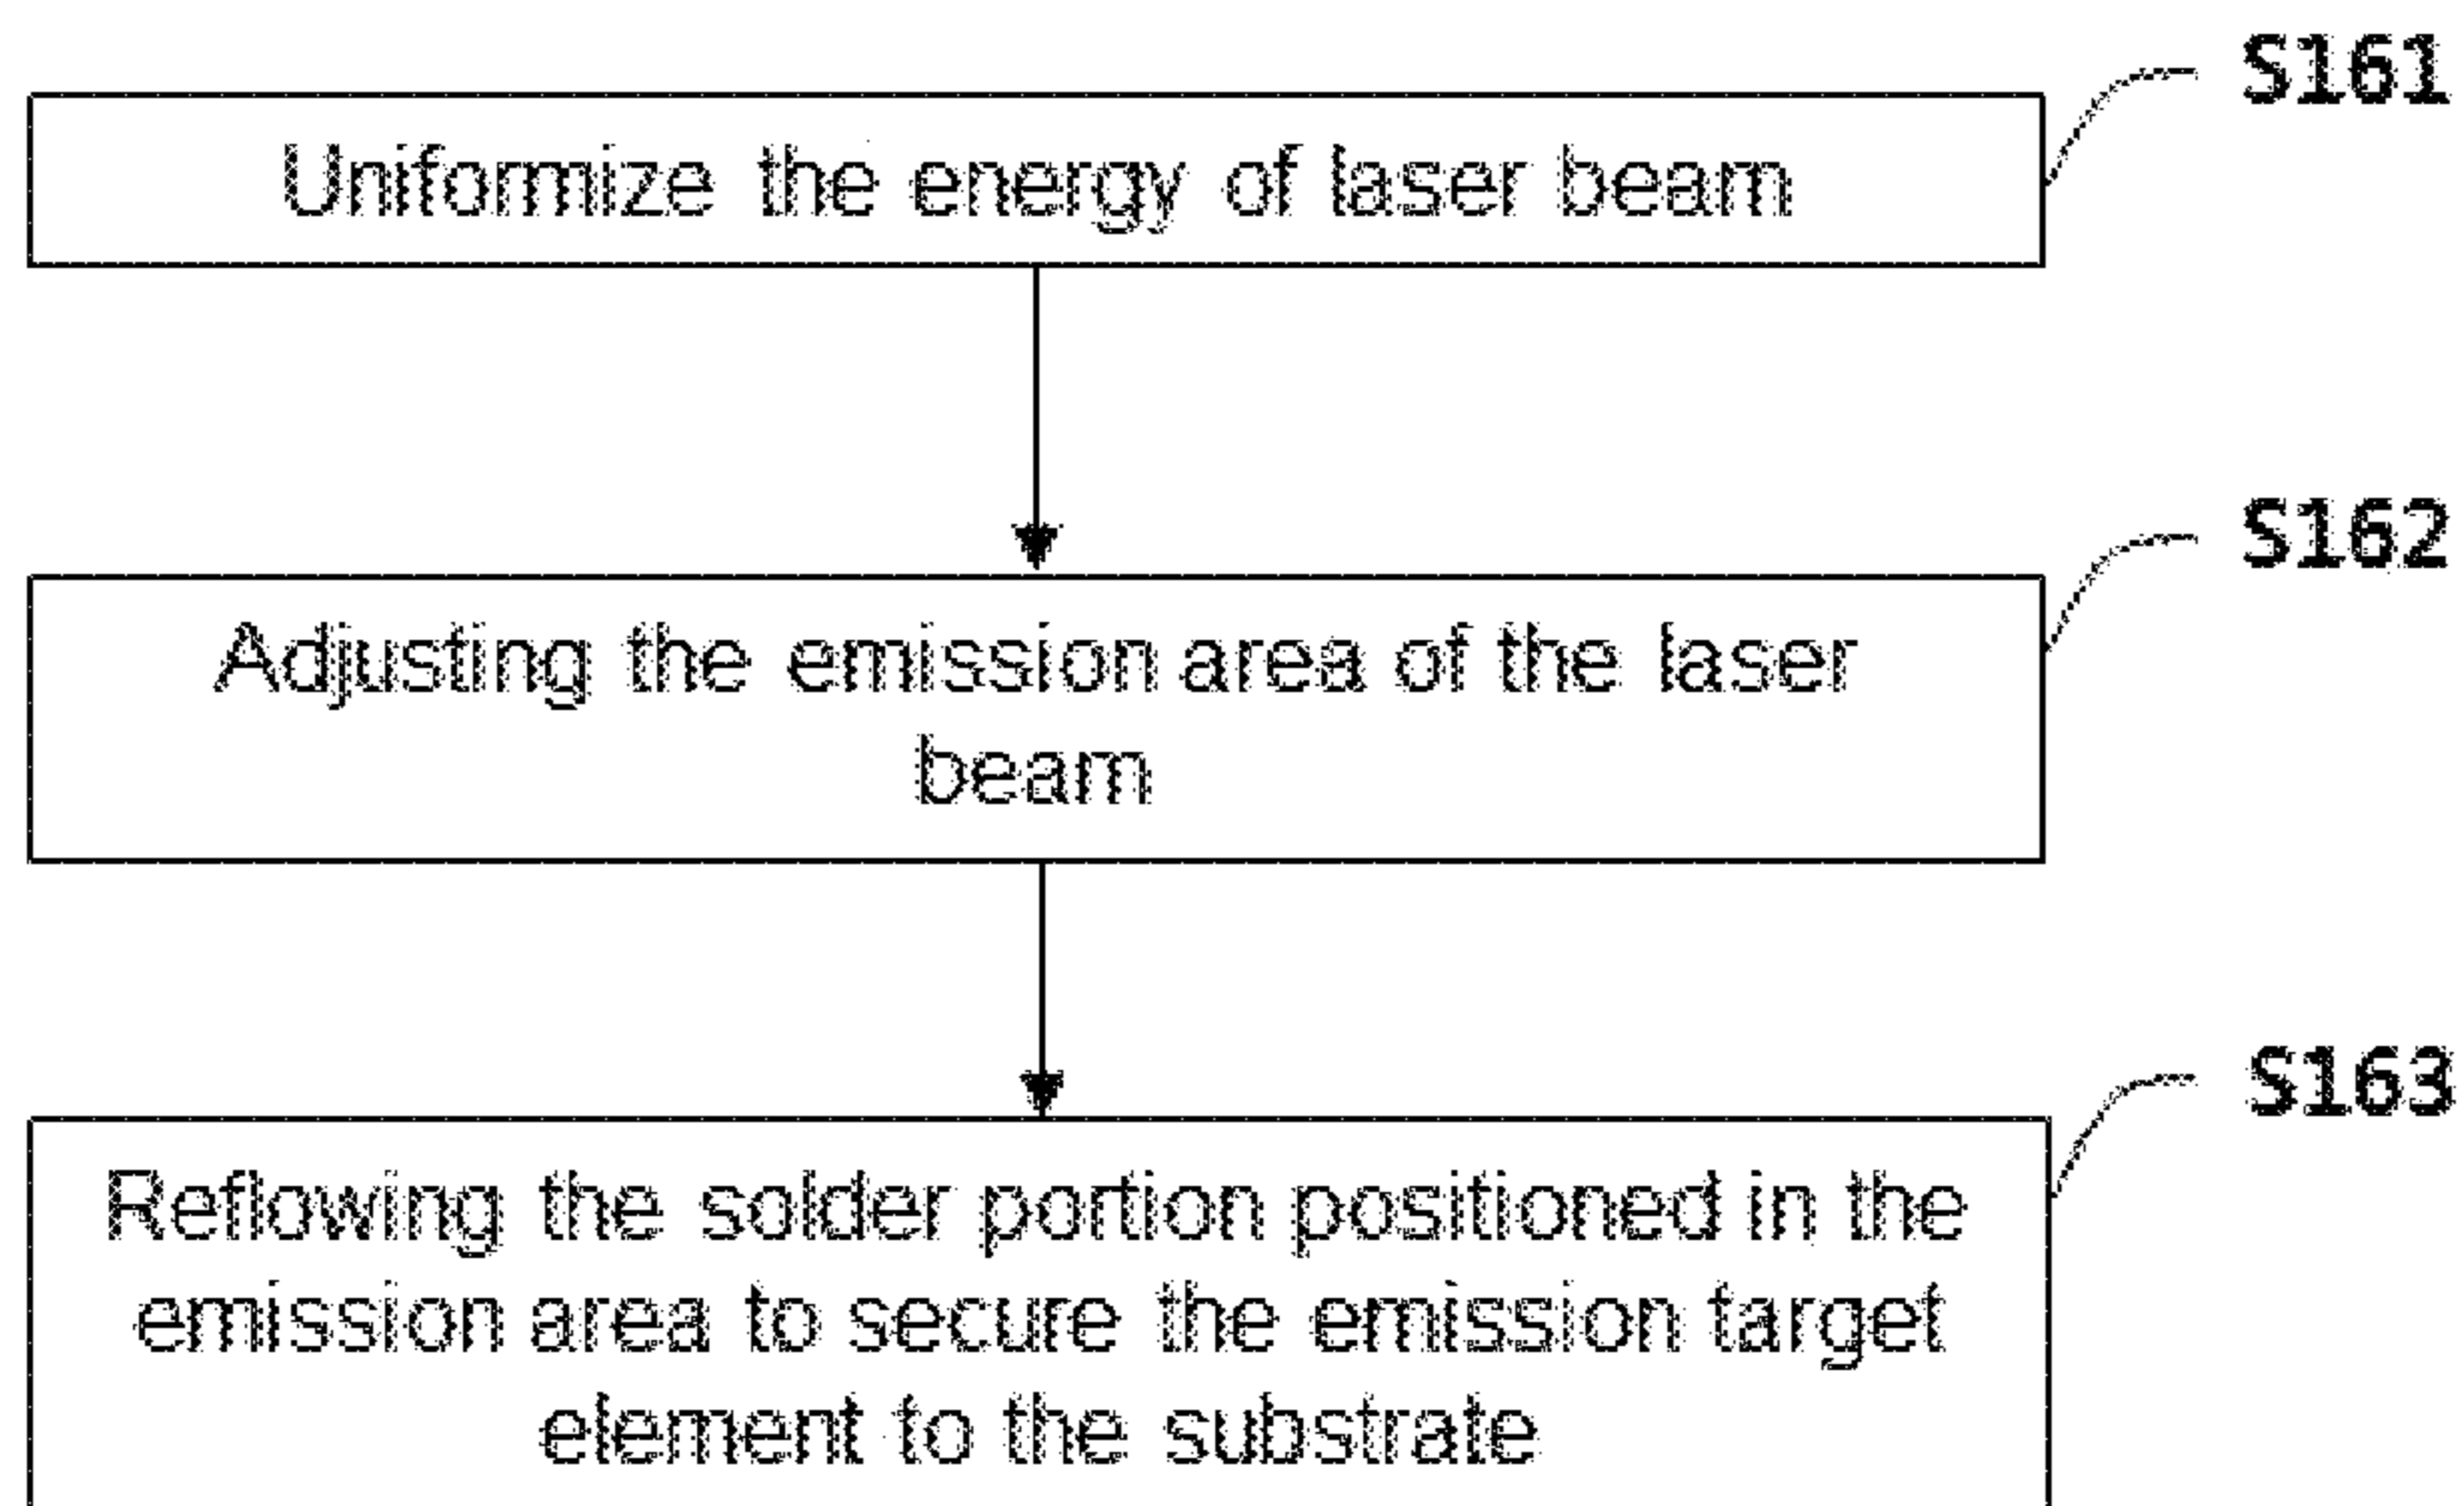 S161
Uniformize the energy of laser beam
S162
Adjusting the emission area of the laser
beam
S163
Reflowing the solder portion positioned in the
emission area to secure the emission target
element to the substrate